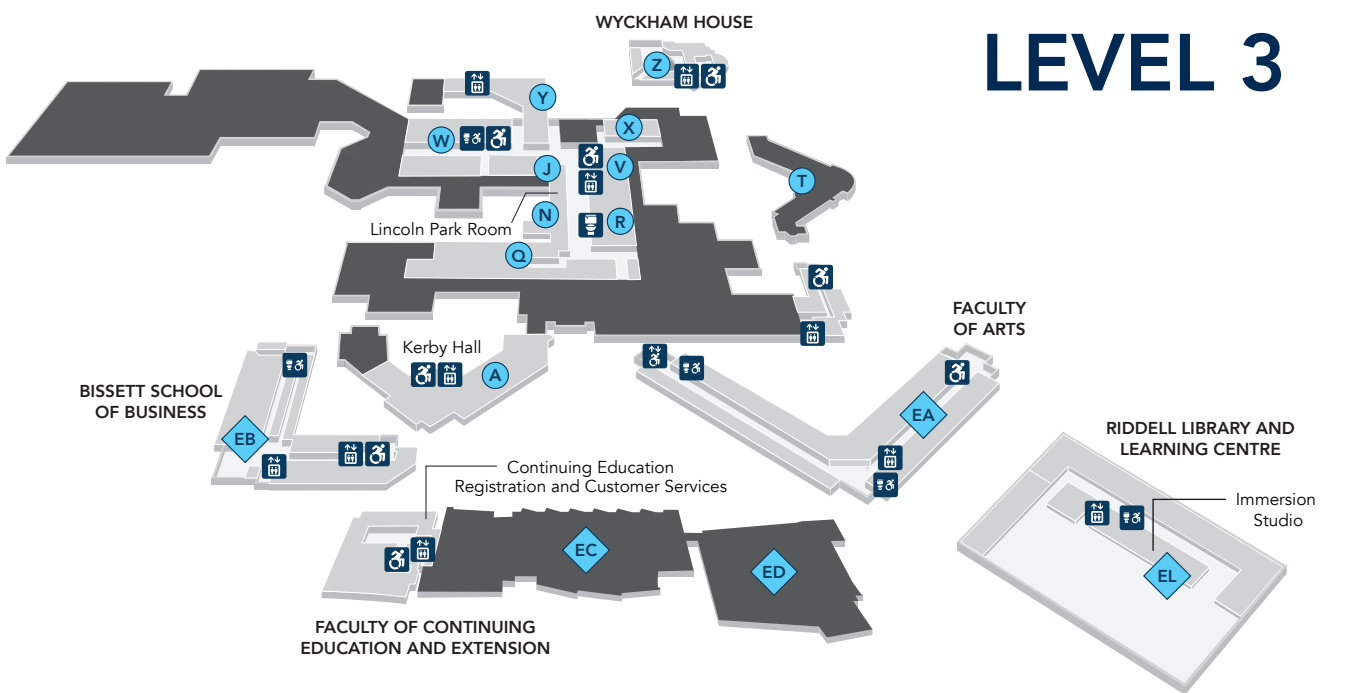 WYCKHAM HOUSE
LEVEL 3
Z
Y
X
W
V
J
T
Lincoln Park Room
N
R
Q
FACULTY
OF ARTS
Kerby Hall
A
BISSETT SCHOOL
OF BUSINESS
EB
EA
RIDDELL LIBRARY AND
LEARNING CENTRE
Continuing Education
Registration and Customer Services
Immersion
Studio
EC
ED
EL
FACULTY OF CONTINUING
EDUCATION AND EXTENSION